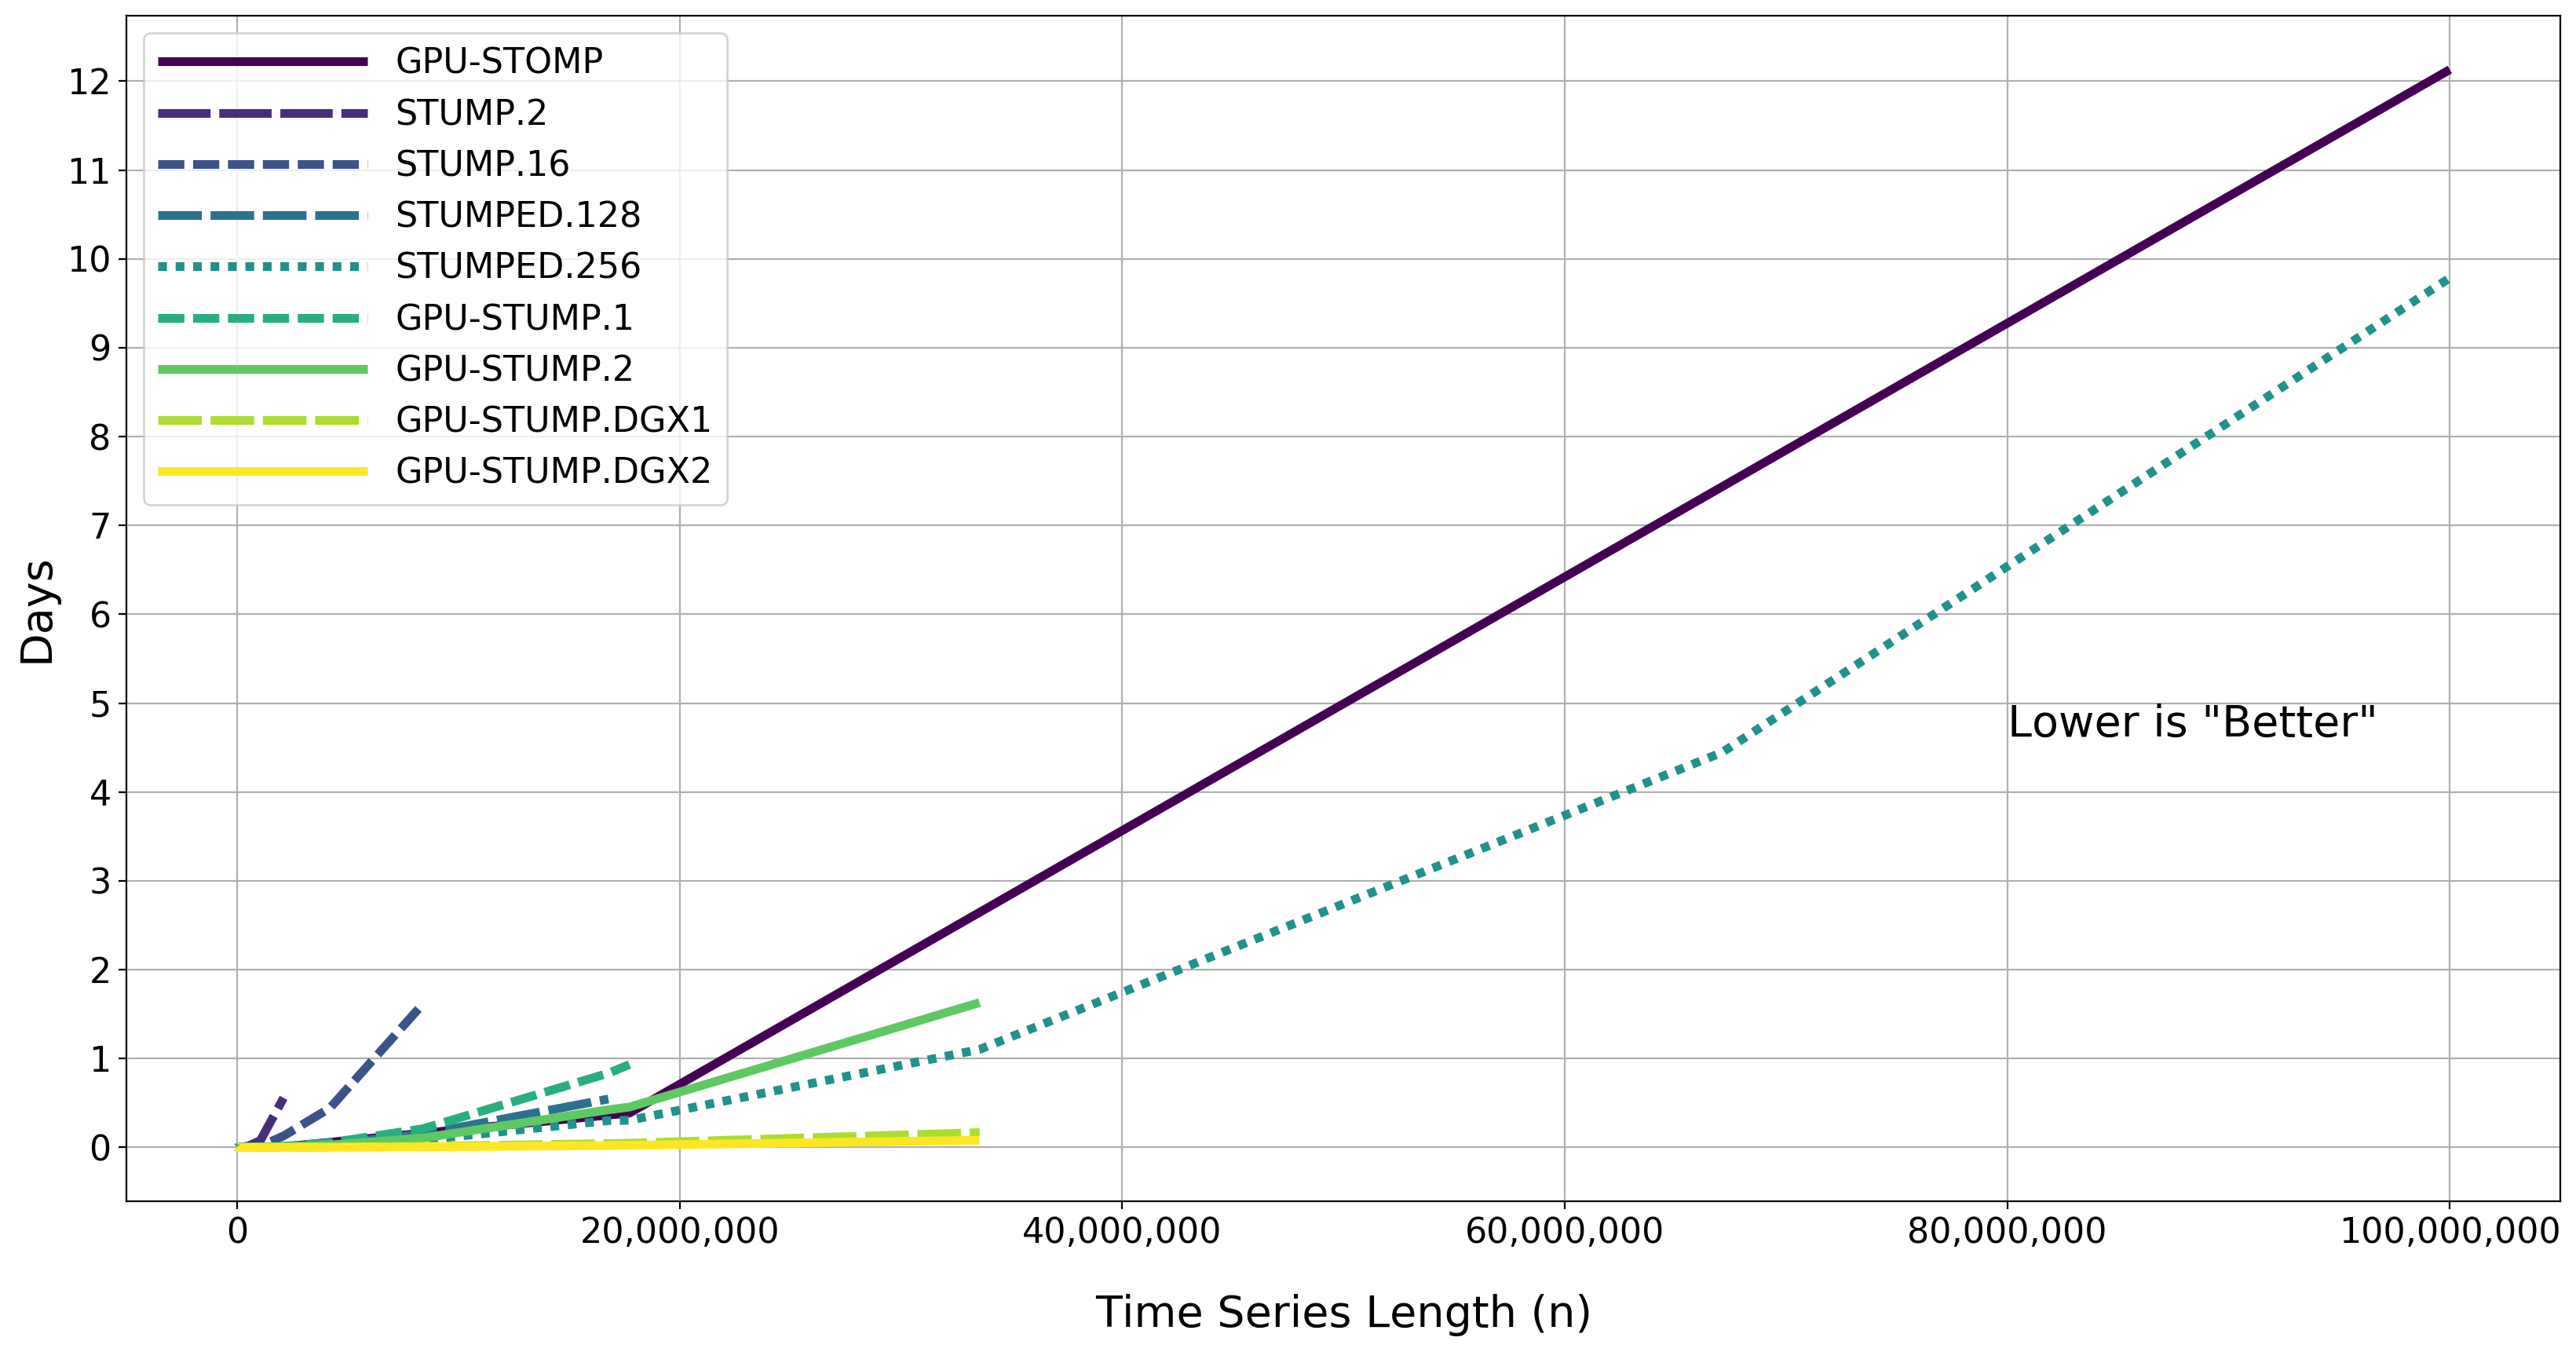 GPU-STOMP
STUMP.2
STUMP.16
STUMPED.128
STUMPED.256
GPU-STUMP.1
GPU-STUMP.2
GPU-STUMP.DGX1
GPU-STUMP.DGX2
12
11
10
9
8
7
6
5
4
3
2
1
0
Days
Lower is "Better"
0 20,000,000 40,000,000 60,000,000 80,000,000 100,000,000
Time Series Length (n)